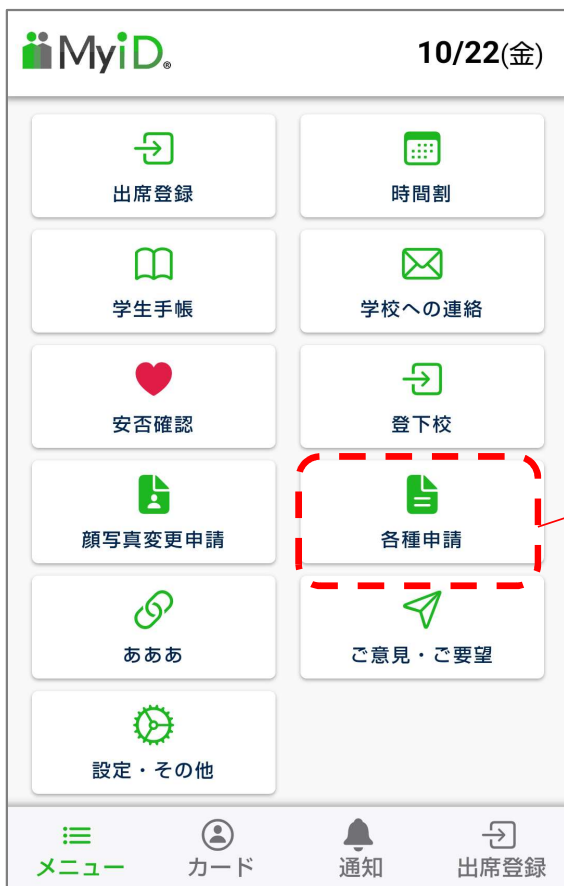 MyiD®
10/22(金)
出席登録
時間割
学生手帳
学校への連絡
安否確認
登下校
顔写真変更申請
各種申請
あああ
ご意見・ご要望
設定・その他
メニュー
カード
通知
出席登録